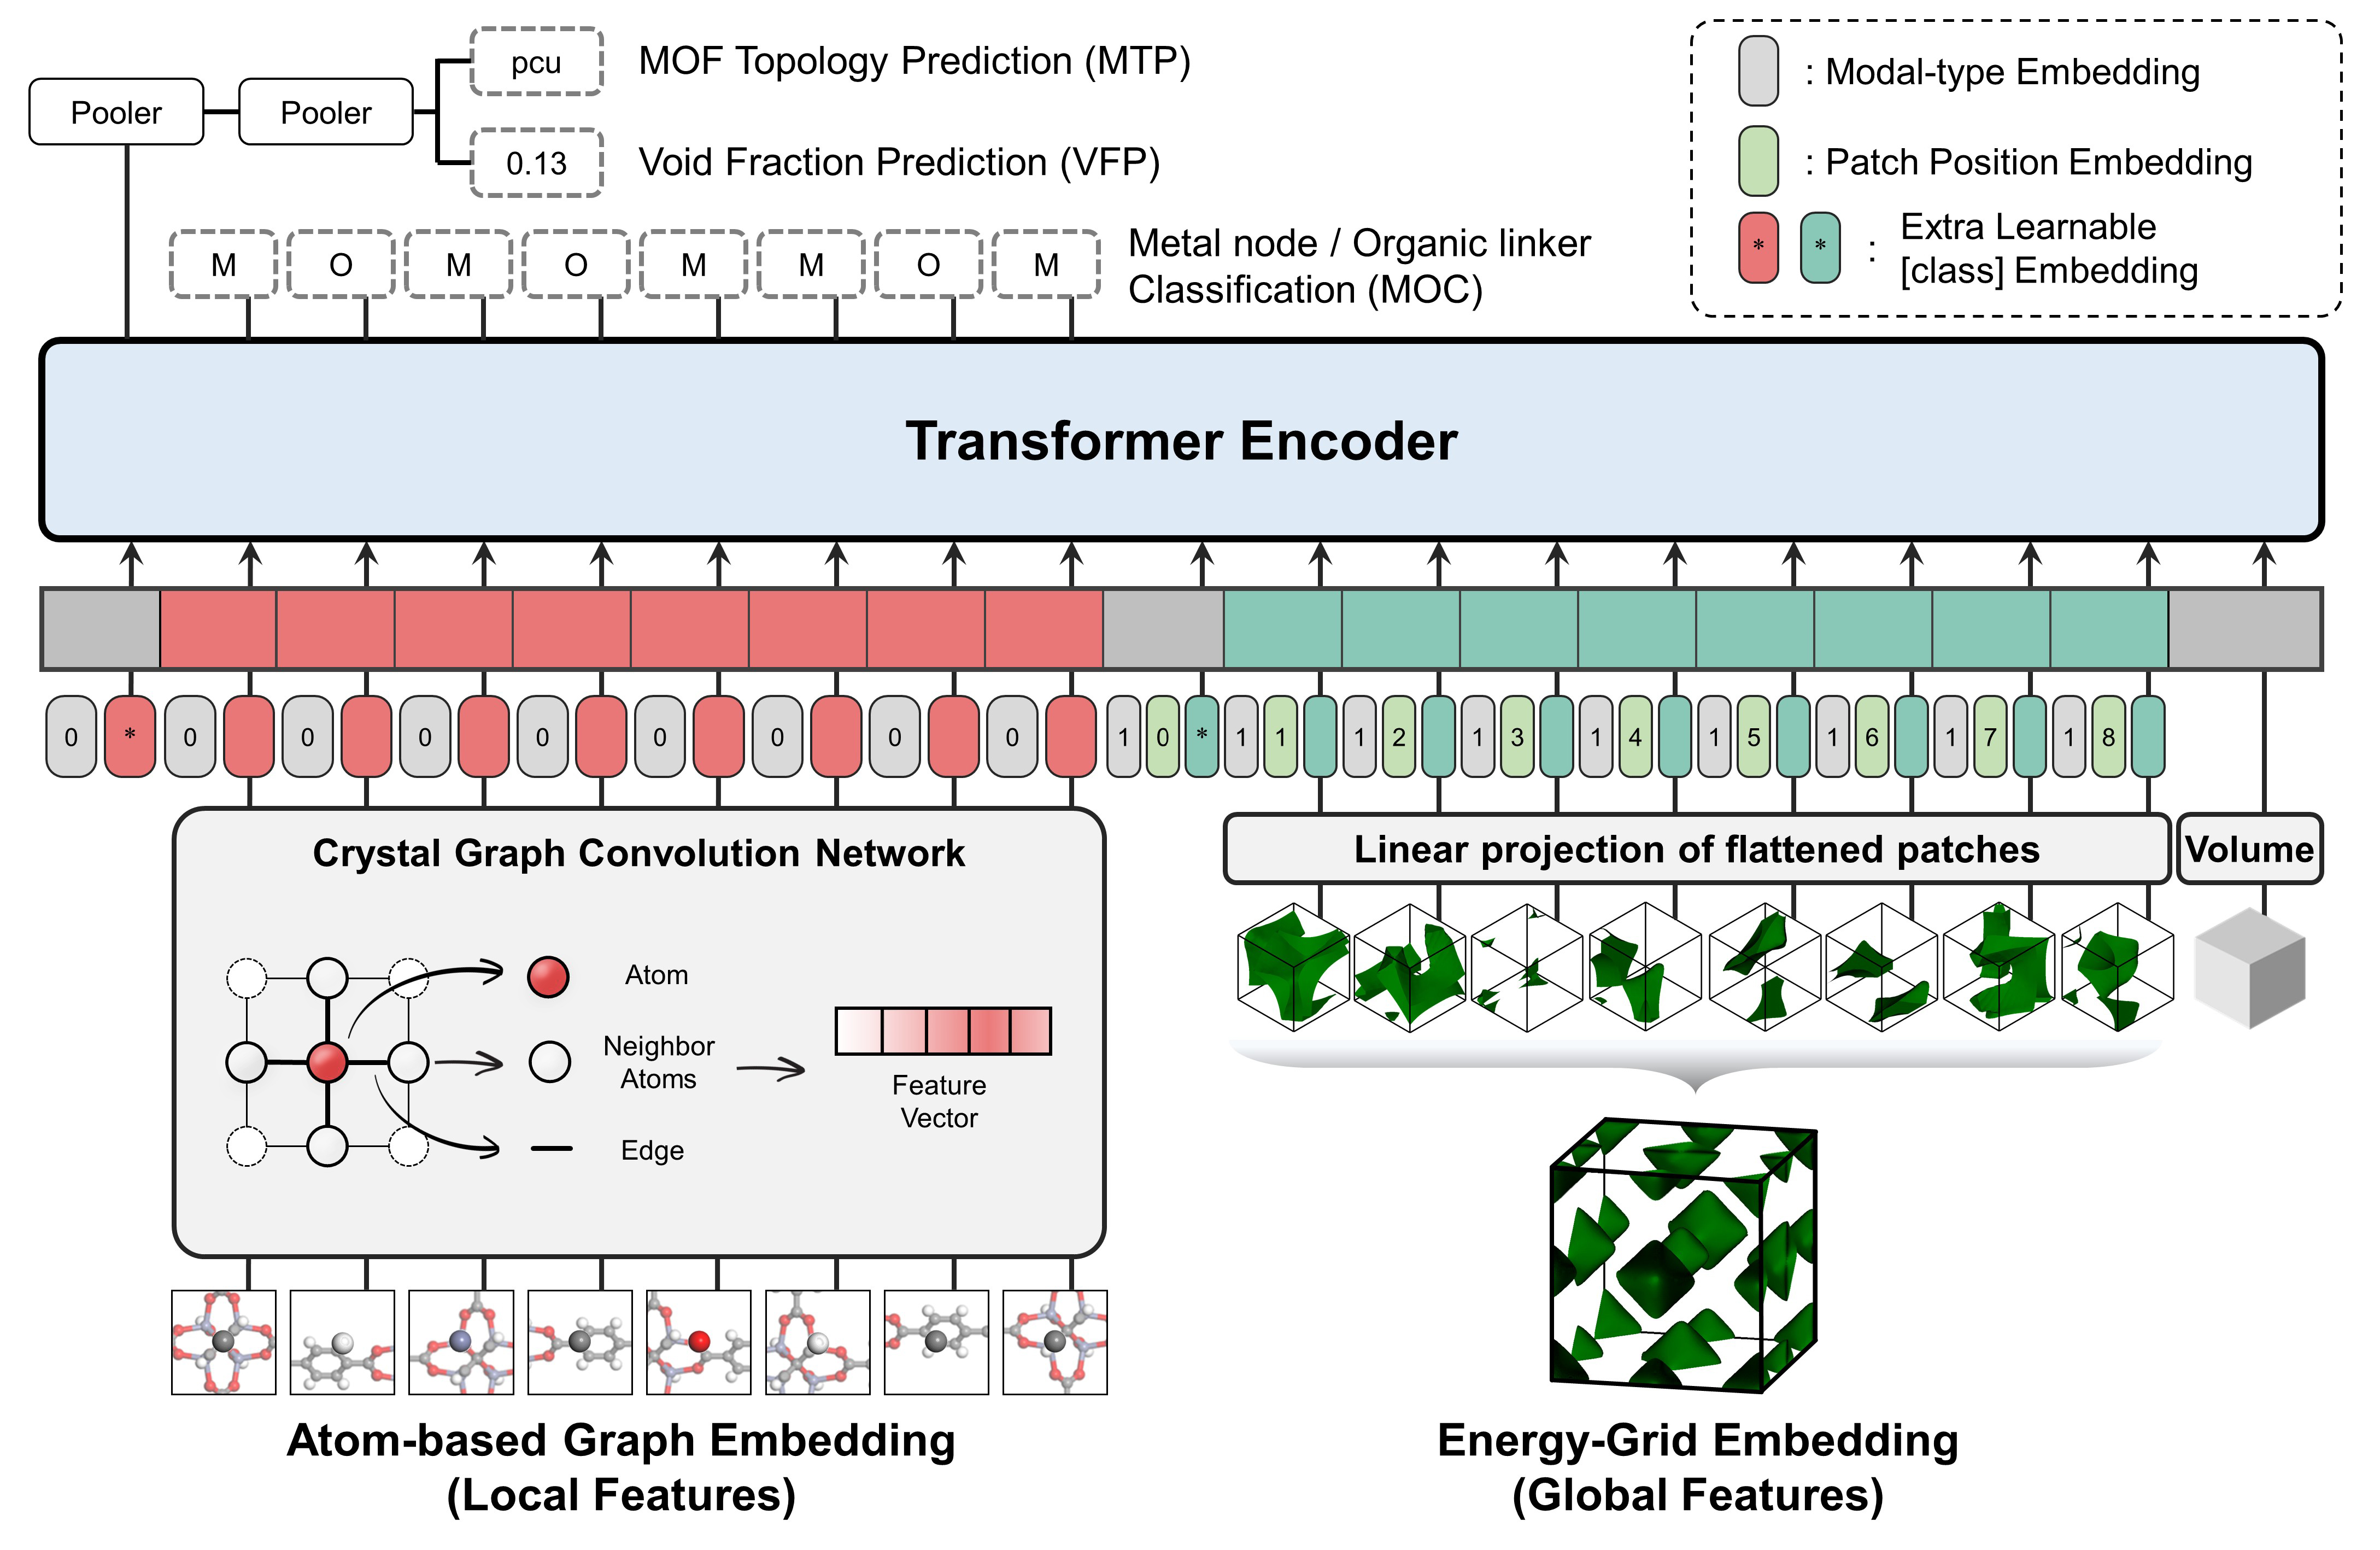 pcu
MOF Topology Prediction (MTP)
Pooler
Pooler
0.13
Void Fraction Prediction (VFP)
: Modal-type Embedding
: Patch Position Embedding
* * : Extra Learnable
[class] Embedding
M O M O M M O M
Metal node / Organic linker
Classification (MOC)
Transformer Encoder
0 * 0 0 0 0 0 0 0 0 1 0 * 1 1 1 2 1 3 1 4 1 5 1 6 1 7 1 8
Crystal Graph Convolution Network
Atom
Neighbor
Atoms
Edge
Feature
Vector
Linear projection of flattened patches
Volume
Atom-based Graph Embedding
(Local Features)
Energy-Grid Embedding
(Global Features)